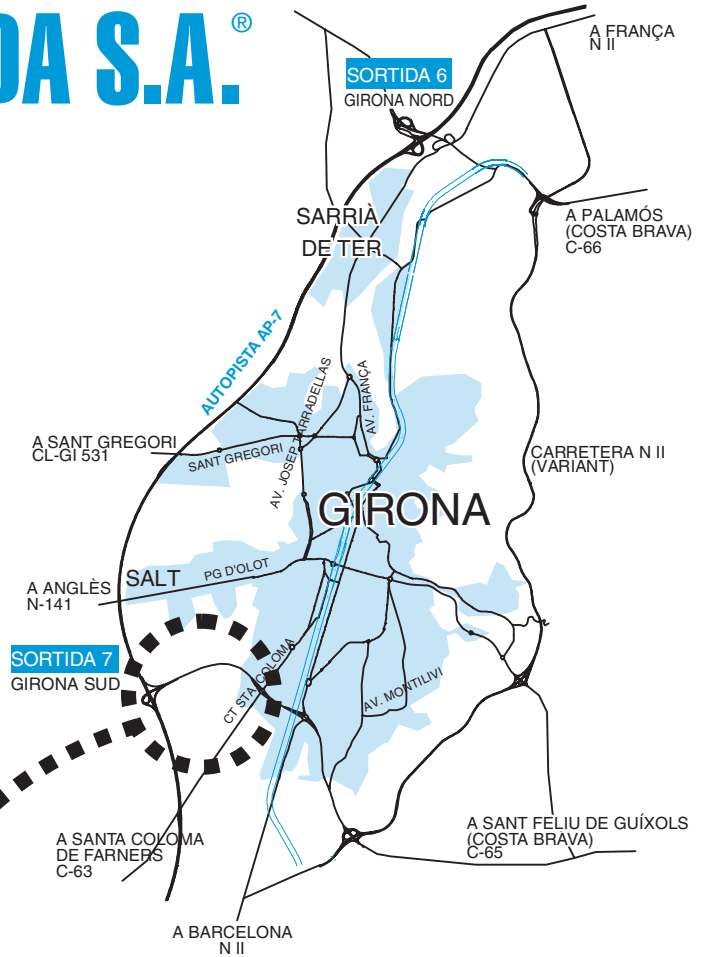 DA S.A.®
A FRANÇA
N II
SORTIDA 6
GIRONA NORD
SARRIÀ
DE TER
A PALAMÓS
(COSTA BRAVA)
C-66
AUTOPISTA AP-7
AV. JOSEP TARRADELLAS
AV. FRANÇA
A SANT GREGORI
CL-GI 531
SANT GREGORI
CARRETERA N II
(VARIANT)
GIRONA
SALT
PG D'OLOT
A ANGLÈS
N-141
SORTIDA 7
GIRONA SUD
CT STA. COLOMA
AV. MONTILIVI
A SANTA COLOMA
DE FARNERS
C-63
A SANT FELIU DE GUÍXOLS
(COSTA BRAVA)
C-65
A BARCELONA
N II